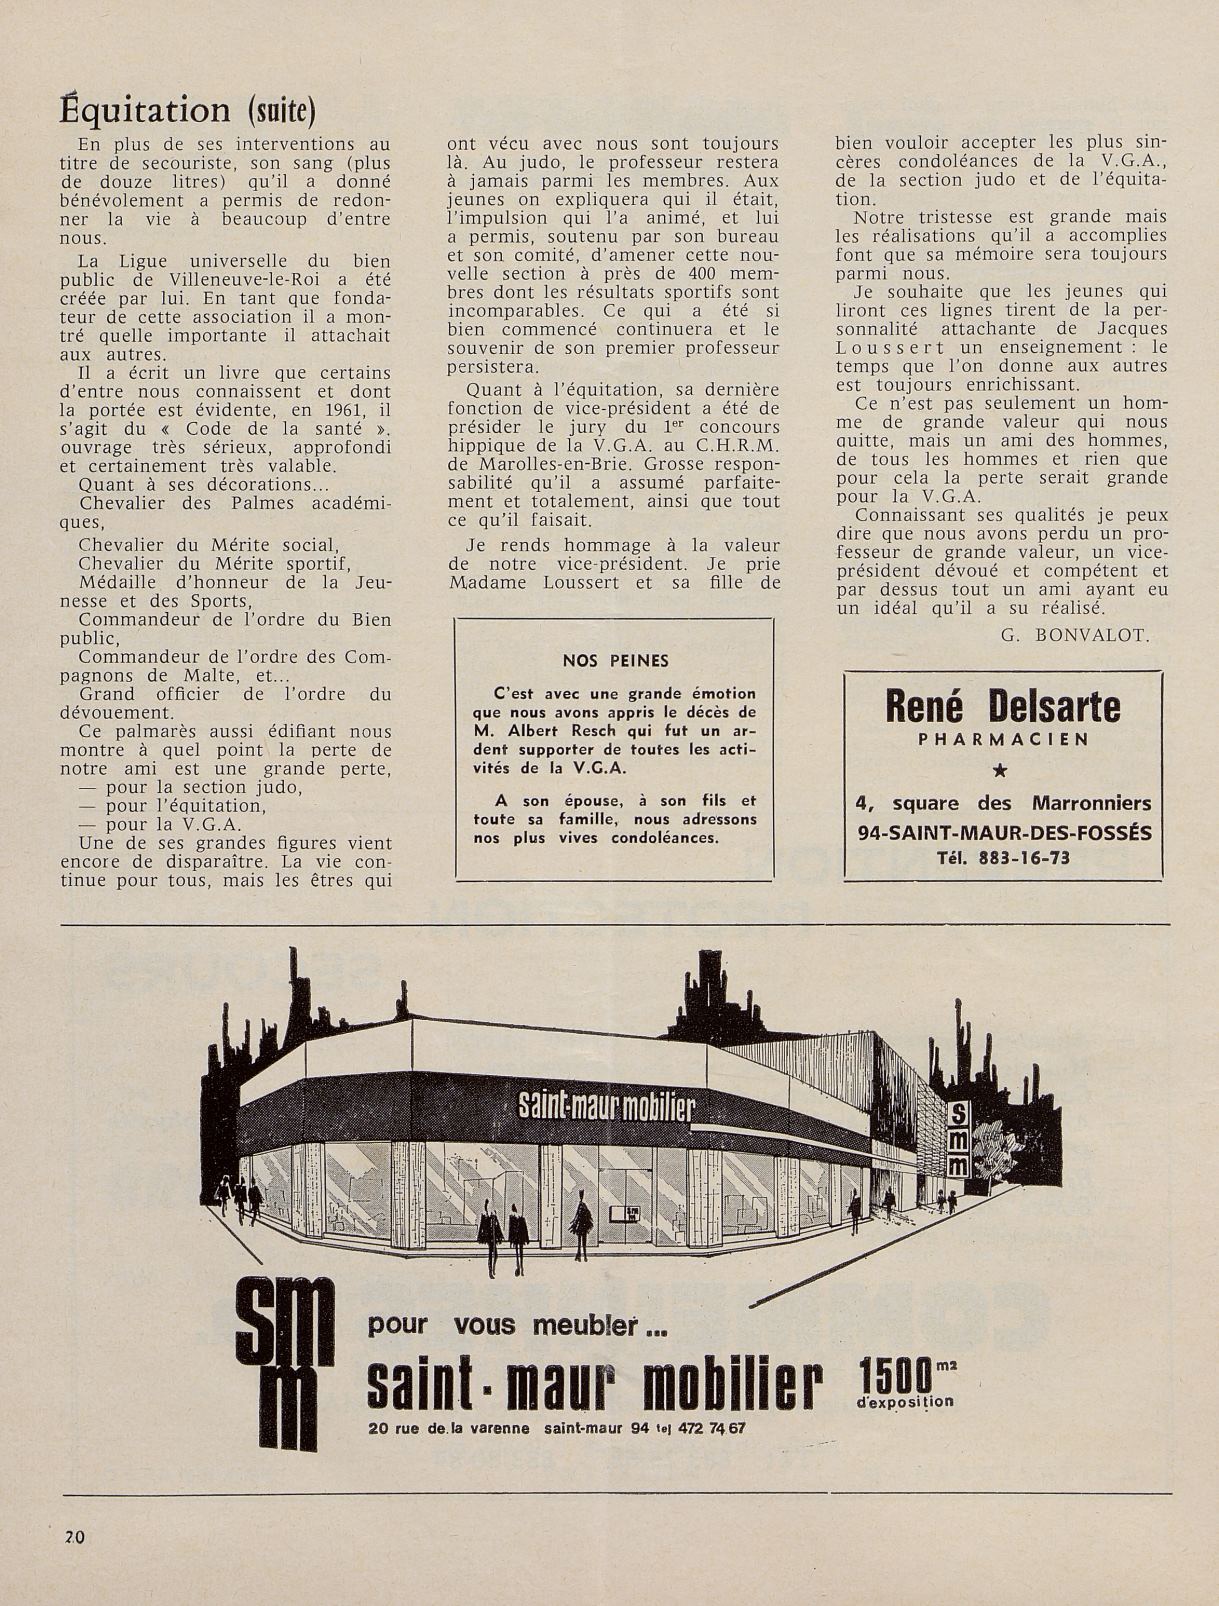 Équitation (suite)
En plus de ses interventions au
titre de secouriste, son sang (plus
de douze litres) qu'il a donné
bénévolement a permis de redon-
ner la vie à beaucoup d'entre
nous.
La Ligue universelle du bien
public de Villeneuve-le-Roi a été
créée par lui. En tant que fonda-
teur de cette association il a mon-
tré quelle importante il attachait
aux autres.
Il a écrit un livre que certains
d'entre nous connaissent et dont
la portée est évidente, en 1961, il
s'agit du « Code de la santé ».
ouvrage très sérieux, approfondi
et certainement très valable.
Quant à ses décorations...
Chevalier des Palmes académi-
ques,
Chevalier du Mérite social,
Chevalier du Mérite sportif,
Médaille d'honneur de la Jeu-
nesse et des Sports,
Commandeur de l'ordre du Bien
public,
Commandeur de l'ordre des Com-
pagnons de Malte, et...
Grand officier de l'ordre du
dévouement.
Ce palmarès aussi édifiant nous
montre à quel point la perte de
notre ami est une grande perte,
— pour la section judo,
— pour l'équitation,
— pour la V.G.A.
Une de ses grandes figures vient
encore de disparaître. La vie con-
tinue pour tous, mais les êtres qui
ont vécu avec nous sont toujours
là. Au judo, le professeur restera
à jamais parmi les membres. Aux
jeunes on expliquera qui il était,
l'impulsion qui l'a animé, et lui
a permis, soutenu par son bureau
et son comité, d'amener cette nou-
velle section à près de 400 mem-
bres dont les résultats sportifs sont
incomparables. Ce qui a été si
bien commencé continuera et le
souvenir de son premier professeur
persistera.
Quant à l'équitation, sa dernière
fonction de vice-président a été de
présider le jury du 1er concours
hippique de la V.G.A. au C.H.R.M.
de Marolles-en-Brie. Grosse respon-
sabilité qu'il a assumé parfaite-
ment et totalement, ainsi que tout
ce qu'il faisait.
Je rends hommage à la valeur
de notre vice-président. Je prie
Madame Loussert et sa fille de
bien vouloir accepter les plus sin-
cères condoléances de la V.G.A.,
de la section judo et de l'équita-
tion.
Notre tristesse est grande mais
les réalisations qu'il a accomplies
font que sa mémoire sera toujours
parmi nous.
Je souhaite que les jeunes qui
liront ces lignes tirent de la per-
sonnalité attachante de Jacques
Loussert un enseignement : le
temps que l'on donne aux autres
est toujours enrichissant.
Ce n'est pas seulement un hom-
me de grande valeur qui nous
quitte, mais un ami des hommes,
de tous les hommes et rien que
pour cela la perte serait grande
pour la V.G.A.
Connaissant ses qualités je peux
dire que nous avons perdu un pro-
fesseur de grande valeur, un vice-
président dévoué et compétent et
par dessus tout un ami ayant eu
un idéal qu'il a su réalisé.
G. BONVALOT.
NOS PEINES
C'est avec une grande émotion
que nous avons appris le décès de
M. Albert Resch qui fut un ar-
dent supporter de toutes les acti-
vités de la V.G.A.
A son épouse, à son fils et
toute sa famille, nous adressons
nos plus vives condoléances.
René Delsarte
PHARMACIEN
★
4, square des Marronniers
94-SAINT-MAUR-DES-FOSSÉS
Tél. 883-16-73
saint-maur mobilier
s
m
m
sm
m
sm
m
pour vous meubler...
saint-maur mobilier 1500 m2
d'exposition
20 rue de la varenne saint-maur 94 tel 472 74 67
20